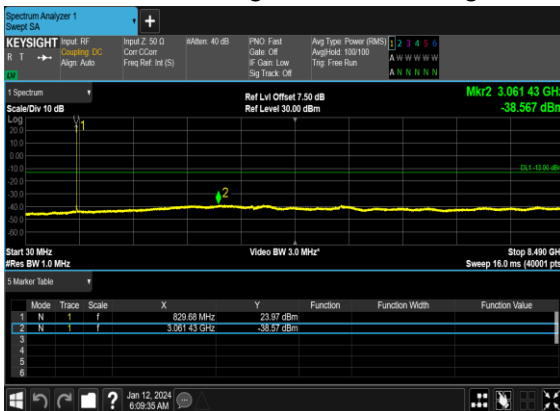 Spectrum Analyzer 1
Swept SA
+
KEYSIGHT Input: RF Input Z: 50 Ω #Atten: 40 dB PNO: Fast Avg Type: Power (RMS) 1 2 3 4 5 6
R T Coupling: DC Corr CCorr Gate: Off Avg|Hold: 100/100 A W W W W W
Align: Auto Freq Ref: Int (S) IF Gain: Low Trig: Free Run
Sig Track: Off A N N N N N
1 Spectrum
Ref Lvl Offset 7.50 dB Mkr2 3.061 43 GHz
Scale/Div 10 dB Ref Level 30.00 dBm -38.567 dBm
Log
1
20.0
10.0
0.00
-10.0
DL1 -13.00 dBm
-20.0
-30.0
2
-40.0
-50.0
-60.0
Start 30 MHz Video BW 3.0 MHz* Stop 8.490 GHz
#Res BW 1.0 MHz Sweep 16.0 ms (40001 pts
5 Marker Table
Mode Trace Scale X Y Function Function Width Function Value
1 N 1 f 829.68 MHz 23.97 dBm
2 N 1 f 3.061 43 GHz -38.57 dBm
3
4
5
6
?
Jan 12, 2024
6:09:35 AM